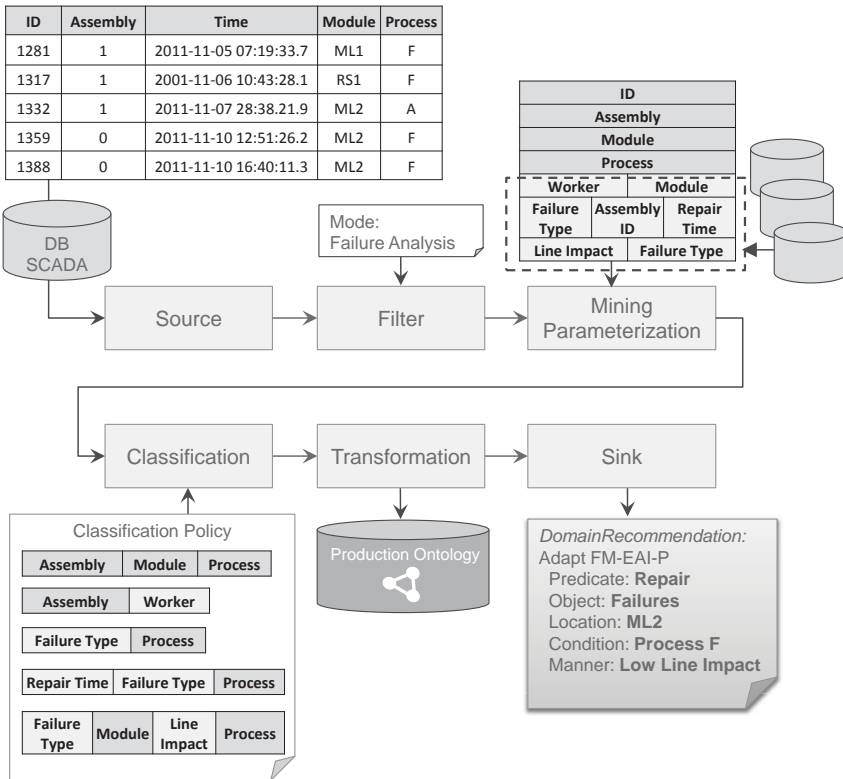 ID Assembly Time Module Process
1281 1 2011-11-05 07:19:33.7 ML1 F
1317 1 2001-11-06 10:43:28.1 RS1 F
1332 1 2011-11-07 28:38.21.9 ML2 A
1359 0 2011-11-10 12:51:26.2 ML2 F
1388 0 2011-11-10 16:40:11.3 ML2 F
DB
SCADA
Mode:
Failure Analysis
ID
Assembly
Module
Process
Worker Module
Failure Assembly Repair
Type ID Time
Line Impact Failure Type
Source
Filter
Mining
Parameterization
Classification
Transformation
Sink
Classification Policy
Assembly Module Process
Assembly Worker
Failure Type Process
Repair Time Failure Type Process
Failure Module Line Process
Type Impact
Production Ontology
DomainRecommendation:
Adapt FM-EAI-P
Predicate: Repair
Object: Failures
Location: ML2
Condition: Process F
Manner: Low Line Impact